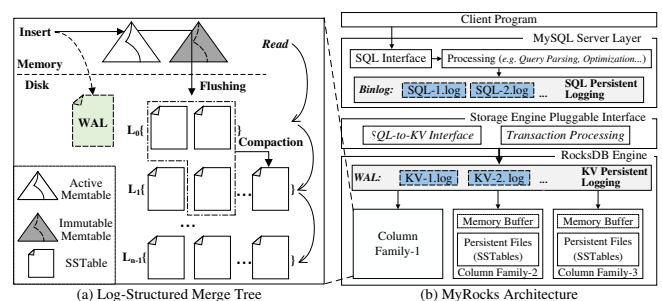 Insert
Read
Memory
Disk
Flushing
WAL
L0{
}
Compaction
Active
Memtable
L1{
...
}
Immutable
Memtable
...
SSTable
Ln-1{
}
(a) Log-Structured Merge Tree
Client Program
MySQL Server Layer
SQL Interface
Processing (e.g. Query Parsing, Optimization...)
Binlog:
SQL-1.log
SQL-2.log
...
SQL Persistent
Logging
Storage Engine Pluggable Interface
SQL-to-KV Interface
Transaction Processing
RocksDB Engine
WAL:
KV-1.log
KV-2. log
...
KV Persistent
Logging
Column
Family-1
Memory Buffer
Persistent Files
(SSTables)
Column Family-2
Memory Buffer
Persistent Files
(SSTables)
Column Family-3
(b) MyRocks Architecture